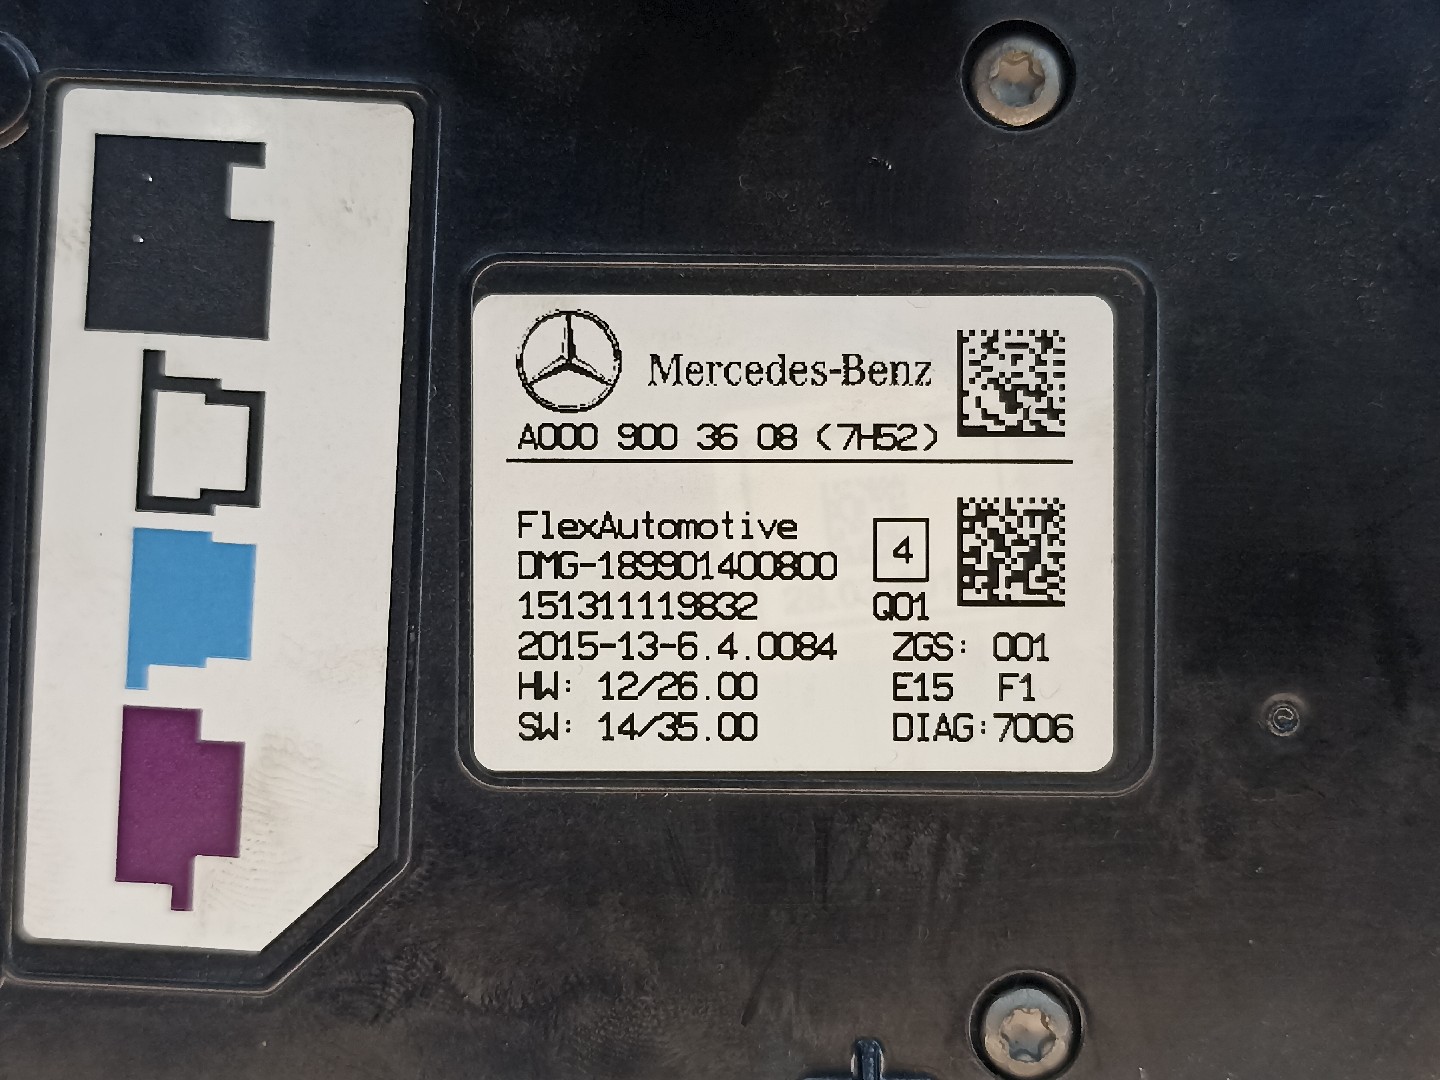 Mercedes-Benz
A000 900 36 08 (7H52)
FlexAutomotive
4
DMG-189901400800
151311119832 Q01
2015-13-6.4.0084 ZGS: 001
HW: 12/26.00 E15 F1
SW: 14/35.00 DIAG:7006